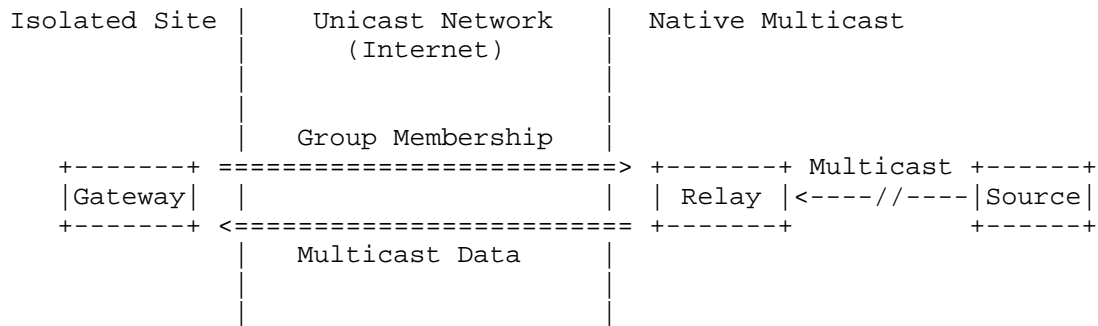 Isolated Site | Unicast Network | Native Multicast
(Internet)
Group Membership
+-------+ =========================> +-------+ Multicast +------+
|Gateway| | | | Relay |<----//----|Source|
+-------+ <========================= +-------+ +------+
Multicast Data